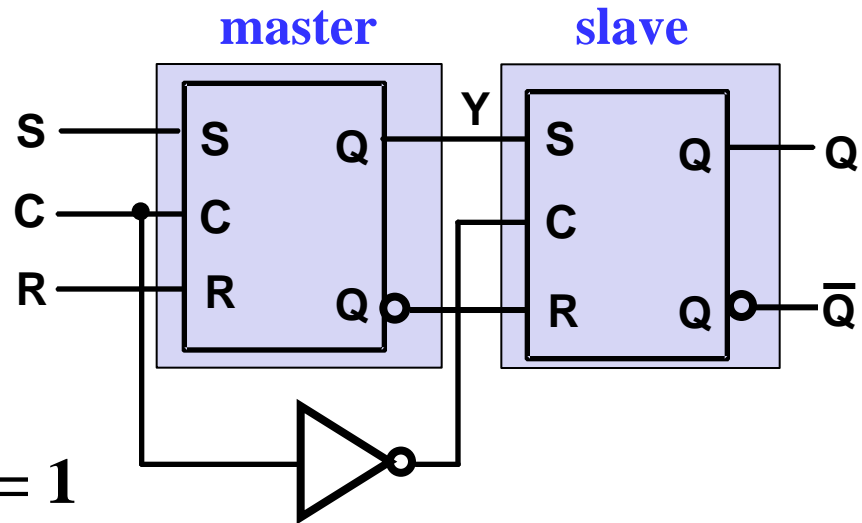 master slave
Y
S S Q S Q Q
C C C
R R Q R Q Q̅
= 1